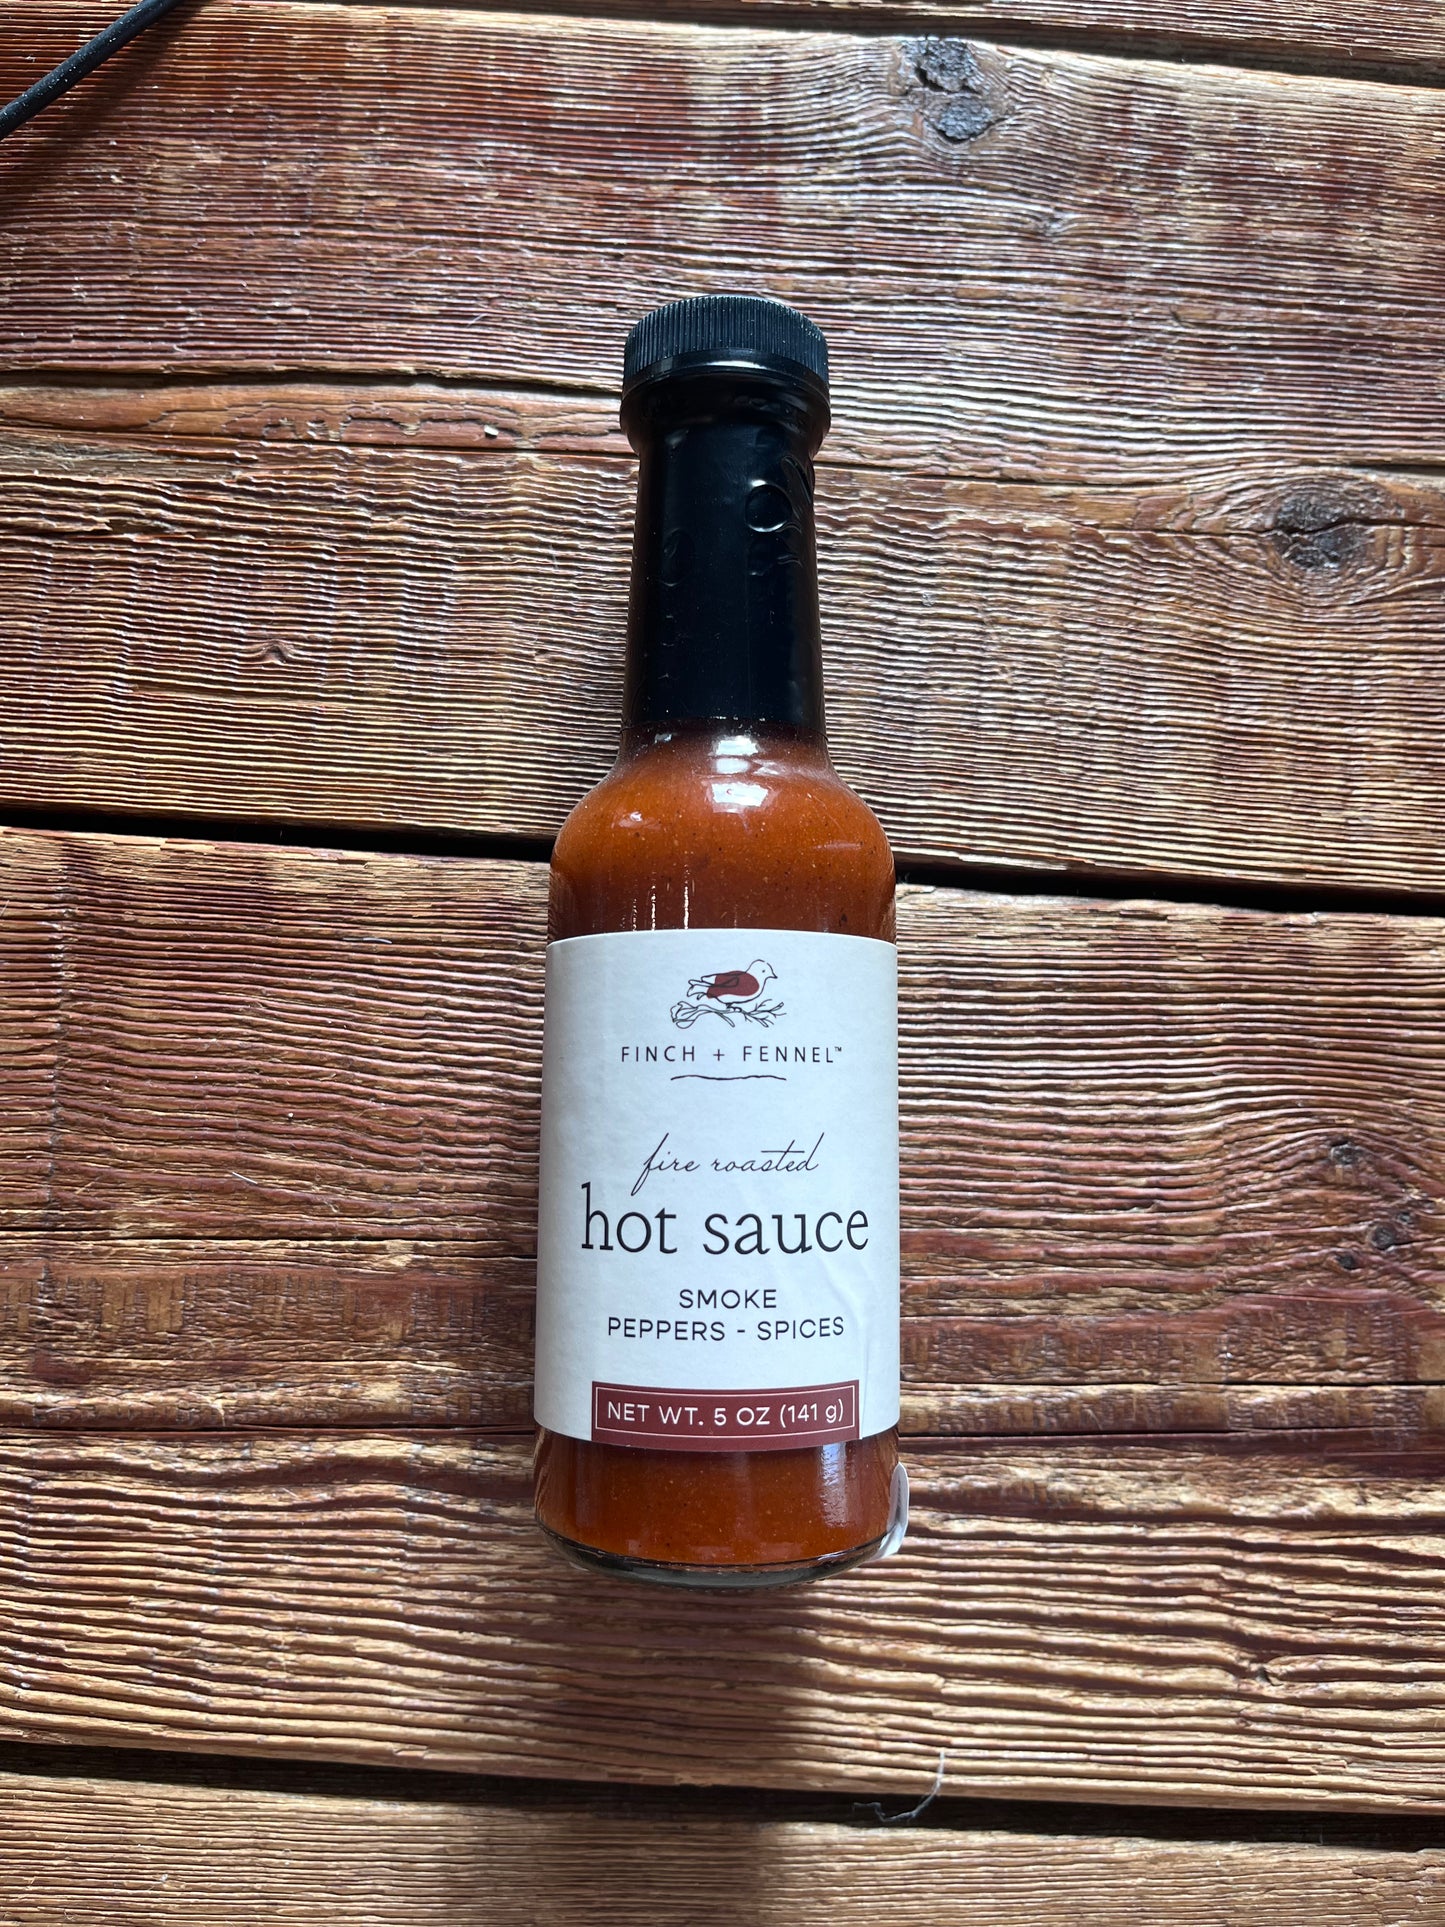 FINCH + FENNEL™
fire roasted
hot sauce
SMOKE
PEPPERS - SPICES
NET WT. 5 OZ (141 g)